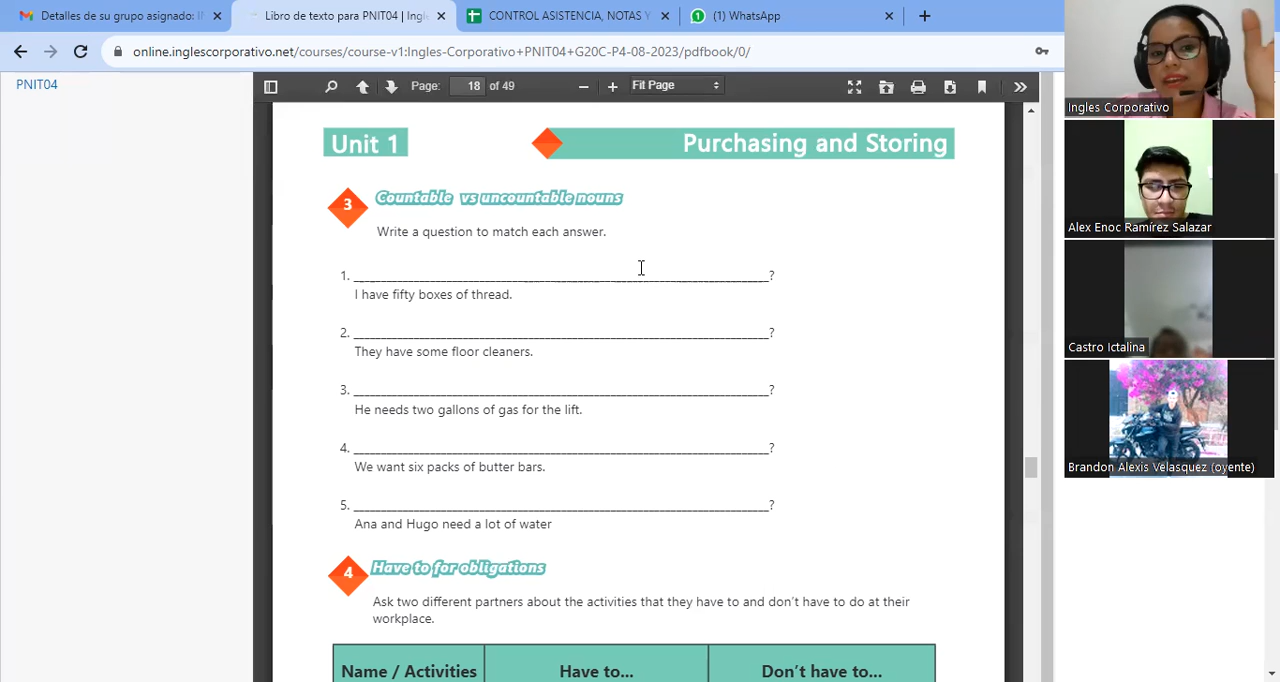 Detalles de su grupo asignado: II
Libro de texto para PNIT04 | Ingl
CONTROL ASISTENCIA, NOTAS Y
(1) WhatsApp
online.inglescorporativo.net/courses/course-v1:Ingles-Corporativo+PNIT04+G20C-P4-08-2023/pdfbook/0/
PNIT04
Page: 18 of 49
Fit Page
Unit 1
Purchasing and Storing
3
Countable vs uncountable nouns
Write a question to match each answer.
1. ____________________?
I have fifty boxes of thread.
2. ____________________?
They have some floor cleaners.
3. ____________________?
He needs two gallons of gas for the lift.
4. ____________________?
We want six packs of butter bars.
5. ____________________?
Ana and Hugo need a lot of water
4
Have to for obligations
Ask two different partners about the activities that they have to and don't have to do at their
workplace.
Name / Activities
Have to...
Don't have to...
Ingles Corporativo
Alex Enoc Ramírez Salazar
Castro Ictalina
Brandon Alexis Velasquez (oyente)